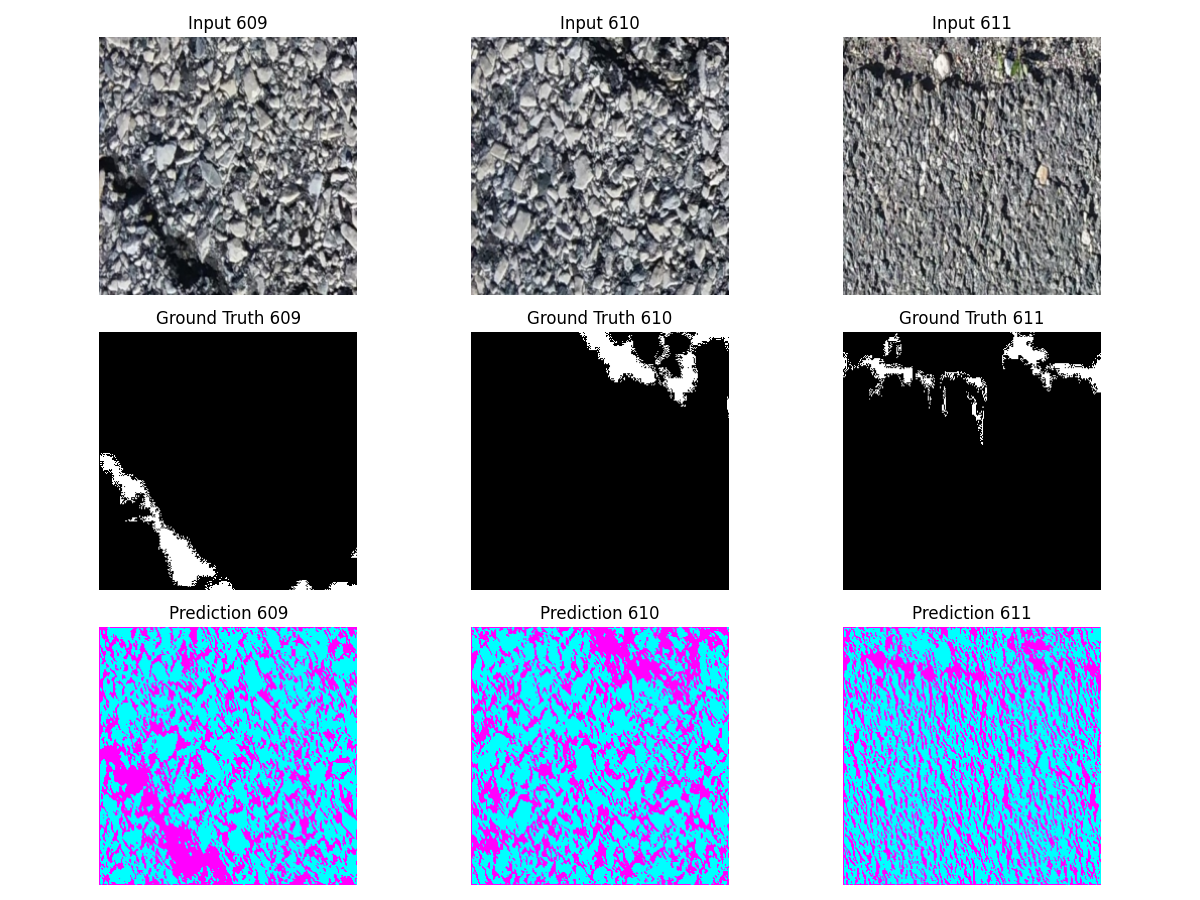 Input 609
Input 610
Input 611
Ground Truth 609
Ground Truth 610
Ground Truth 611
Prediction 609
Prediction 610
Prediction 611